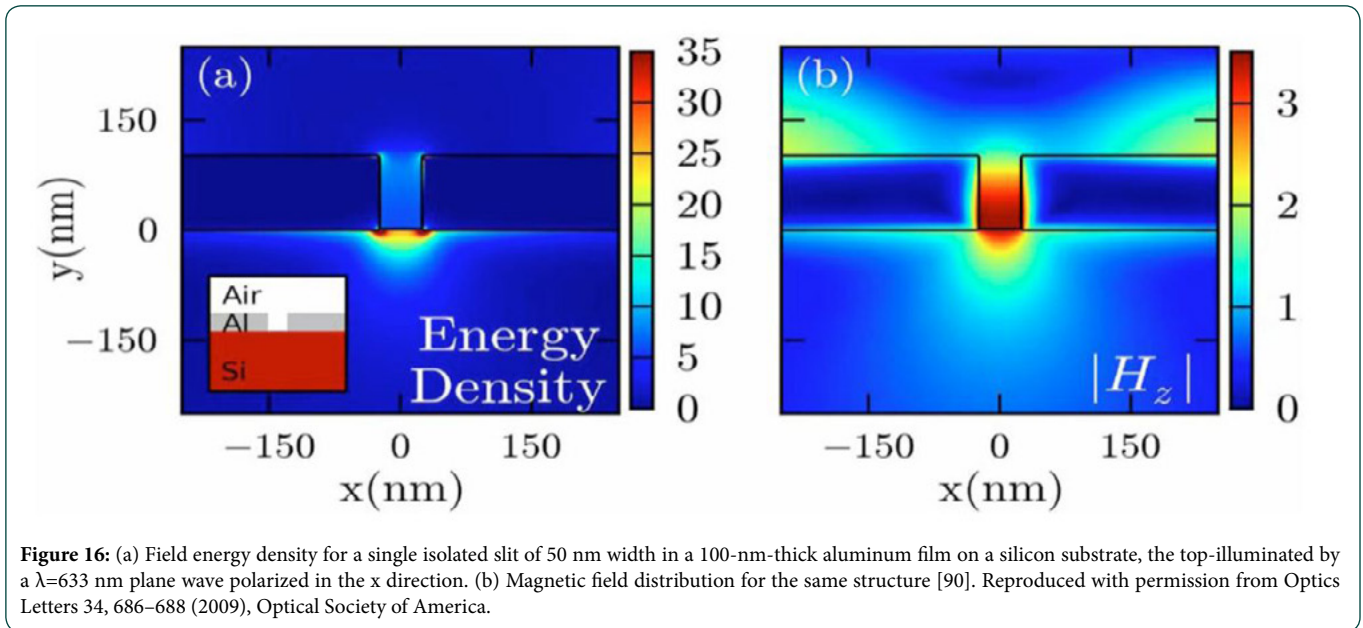 (a)
150
0
−150
y(nm)
−150 0 150
x(nm)
35
30
25
20
15
10
5
0
Air
Al
Si
Energy
Density
(b)
−150 0 150
x(nm)
3
2
1
0
|H_z|
Figure 16: (a) Field energy density for a single isolated slit of 50 nm width in a 100-nm-thick aluminum film on a silicon substrate, the top-illuminated by
a λ=633 nm plane wave polarized in the x direction. (b) Magnetic field distribution for the same structure [90]. Reproduced with permission from Optics
Letters 34, 686–688 (2009), Optical Society of America.